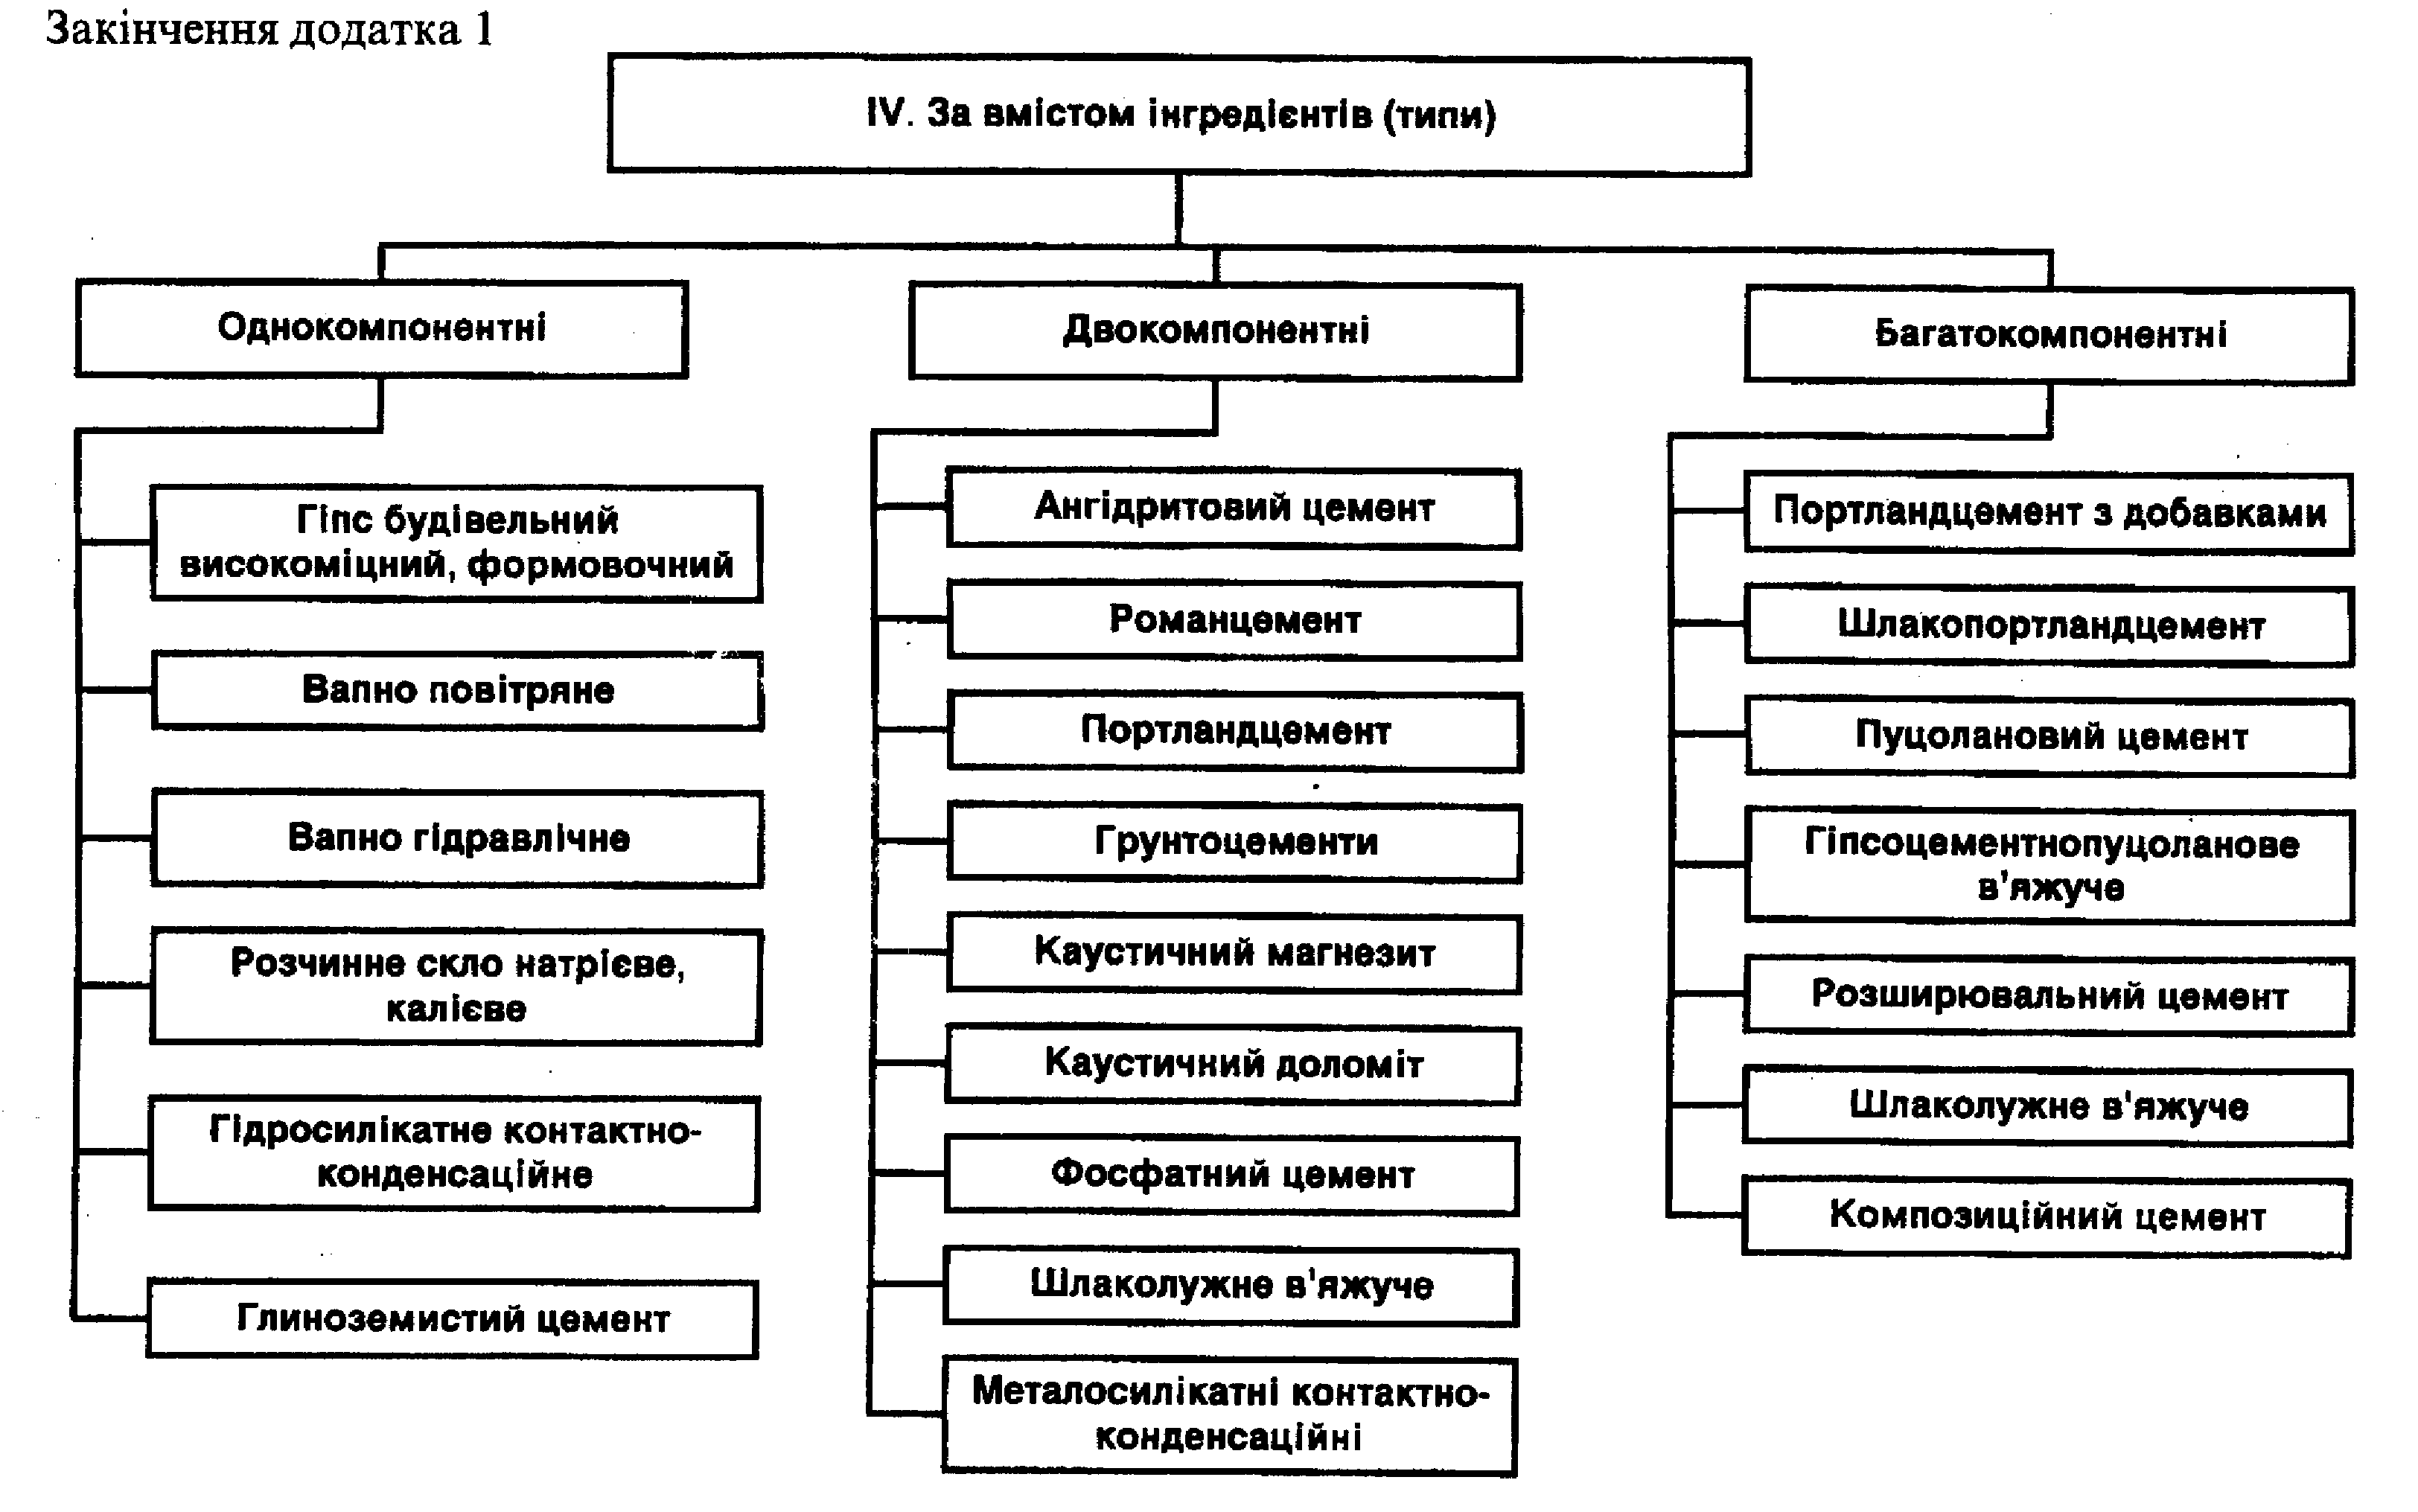 Закінчення додатка 1
IV. За вмістом інгредієнтів (типи)
Однокомпонентні
Гіпс будівельний
високоміцний, формовочний
Вапно повітряне
Вапно гідравлічне
Розчинне скло натрієве,
калієве
Гідросилікатне контактно-
конденсаційне
Глиноземистий цемент
Двокомпонентні
Ангідритовий цемент
Романцемент
Портландцемент
Грунтоцементи
Каустичний магнезит
Каустичний доломіт
Фосфатний цемент
Шлаколужне в'яжуче
Металосилікатні контактно-
конденсаційні
Багатокомпонентні
Портландцемент з добавками
Шлакопортландцемент
Пуцолановий цемент
Гіпсоцементнопуцоланове
в'яжуче
Розширювальний цемент
Шлаколужне в'яжуче
Композиційний цемент